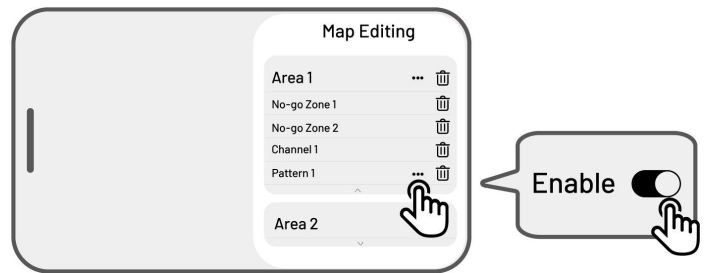 Map Editing
Area 1
No-go Zone 1
No-go Zone 2
Channel 1
Pattern 1
Area 2
Enable